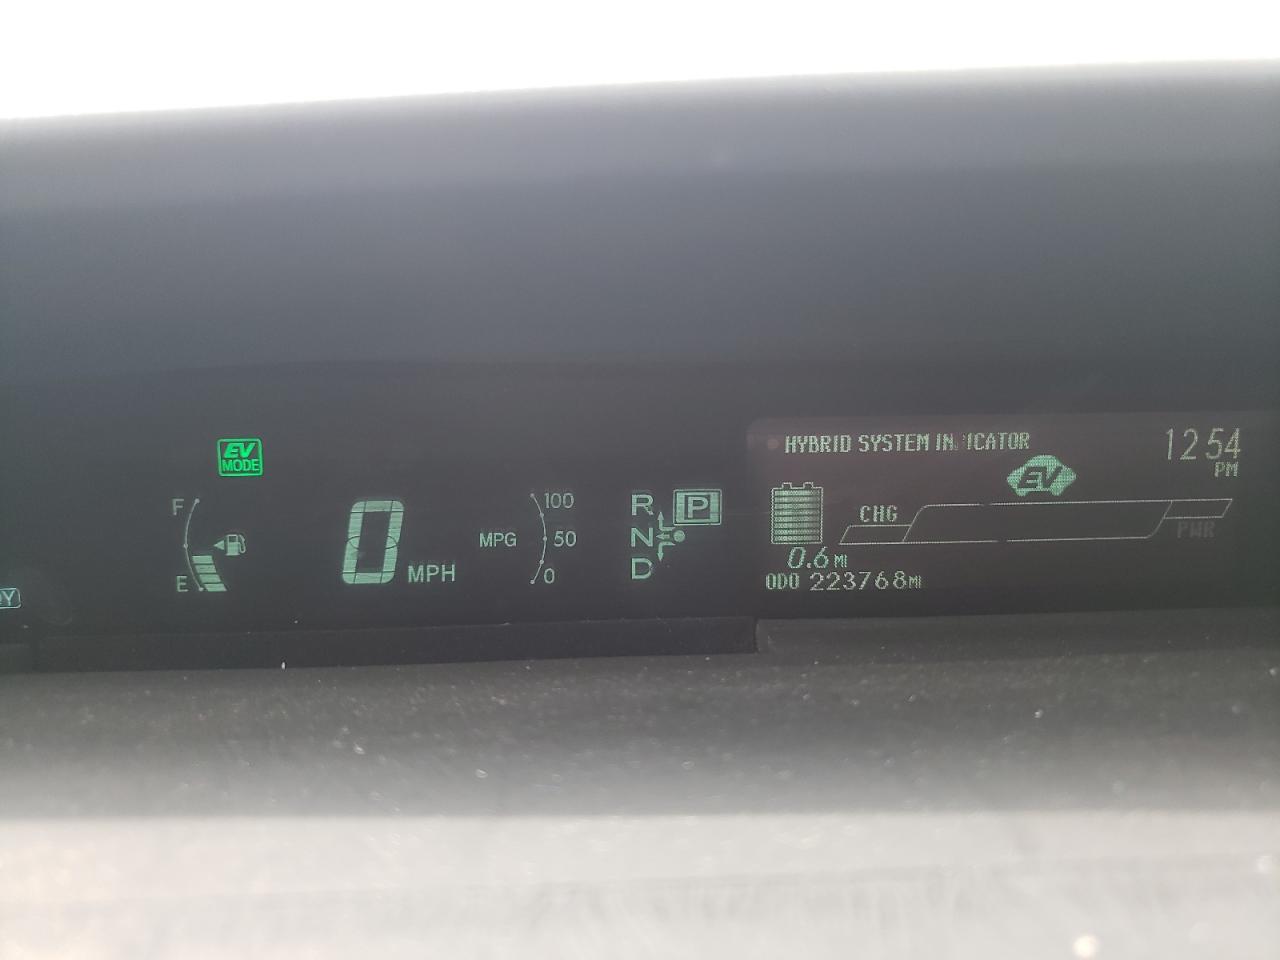 EV
MODE
F
E
0 MPH
MPG
100
50
0
R
N
D
P
HYBRID SYSTEM IN ICATOR
12 54
PM
EV
CHG
PWR
0.6 MI
ODO 223768 MI